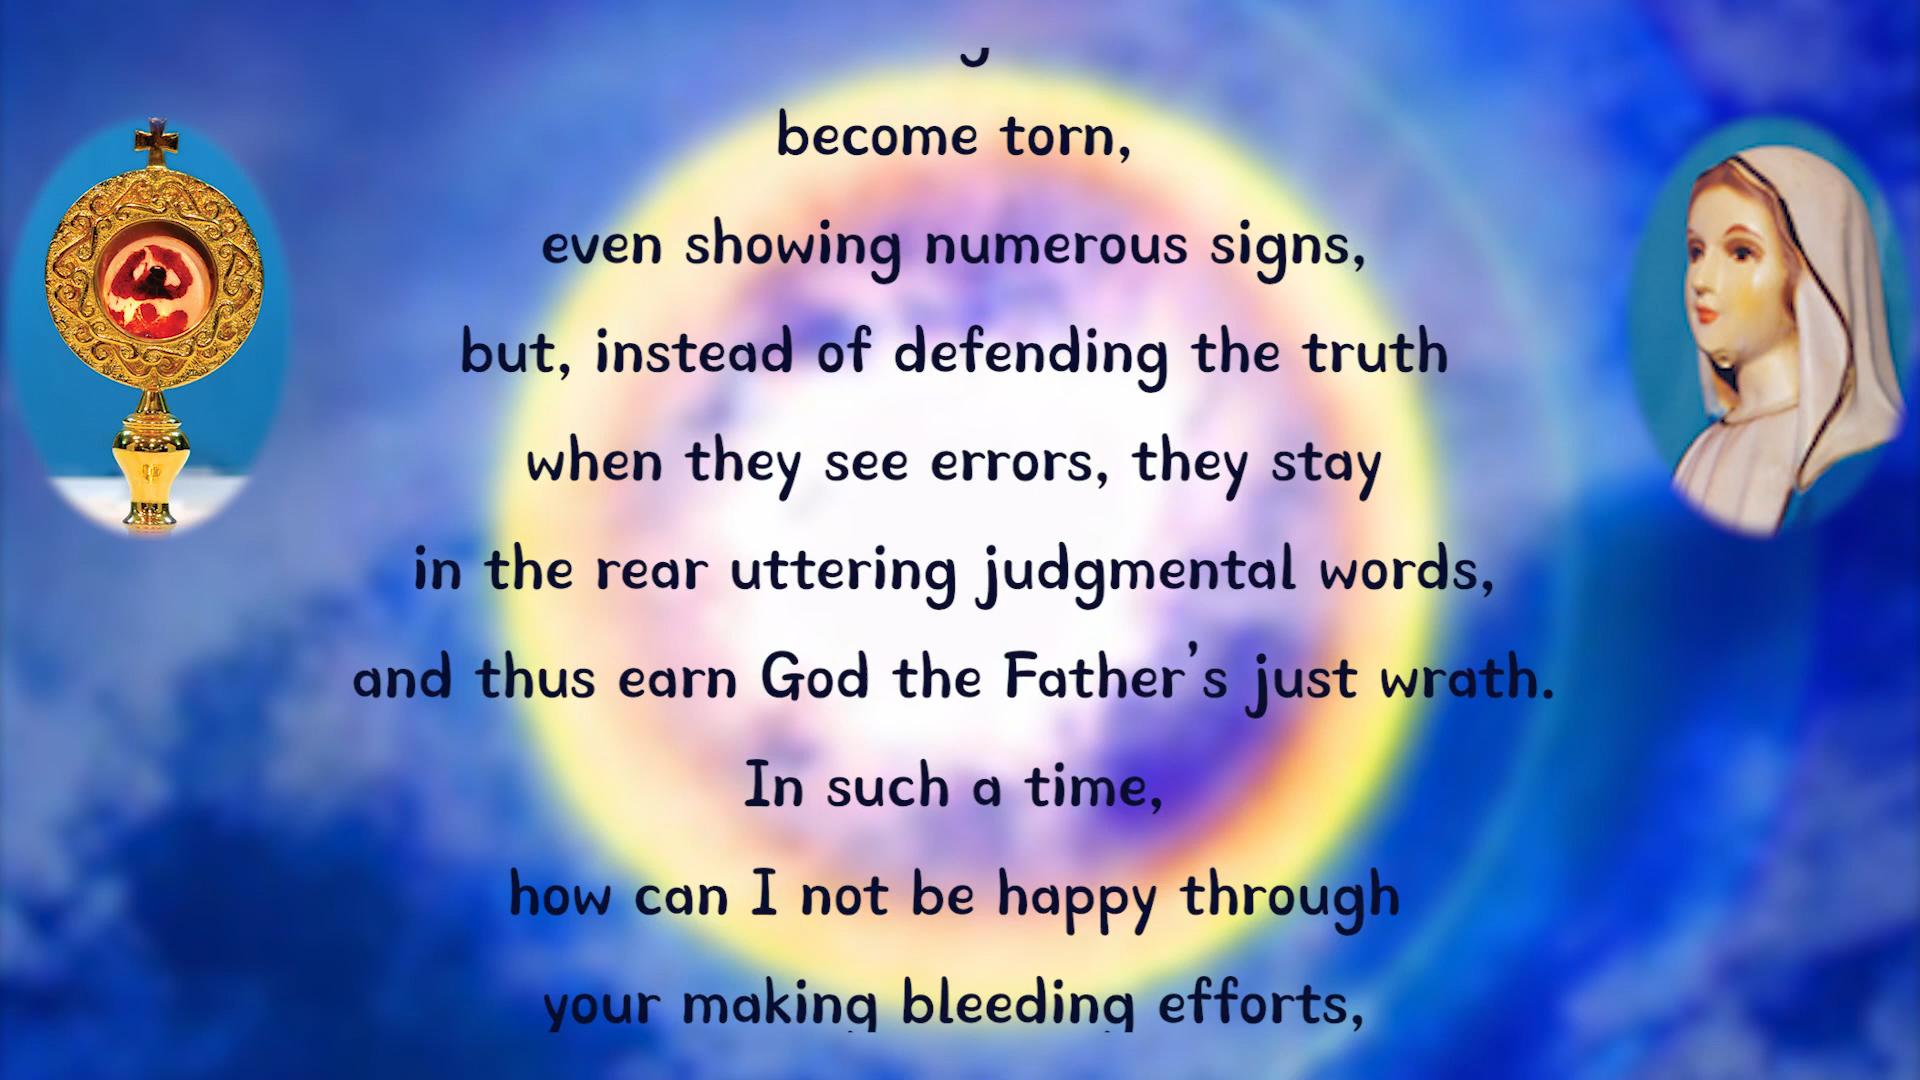 become torn,
even showing numerous signs,
but, instead of defending the truth
when they see errors, they stay
in the rear uttering judgmental words,
and thus earn God the Father's just wrath.
In such a time,
how can I not be happy through
your making bleeding efforts,